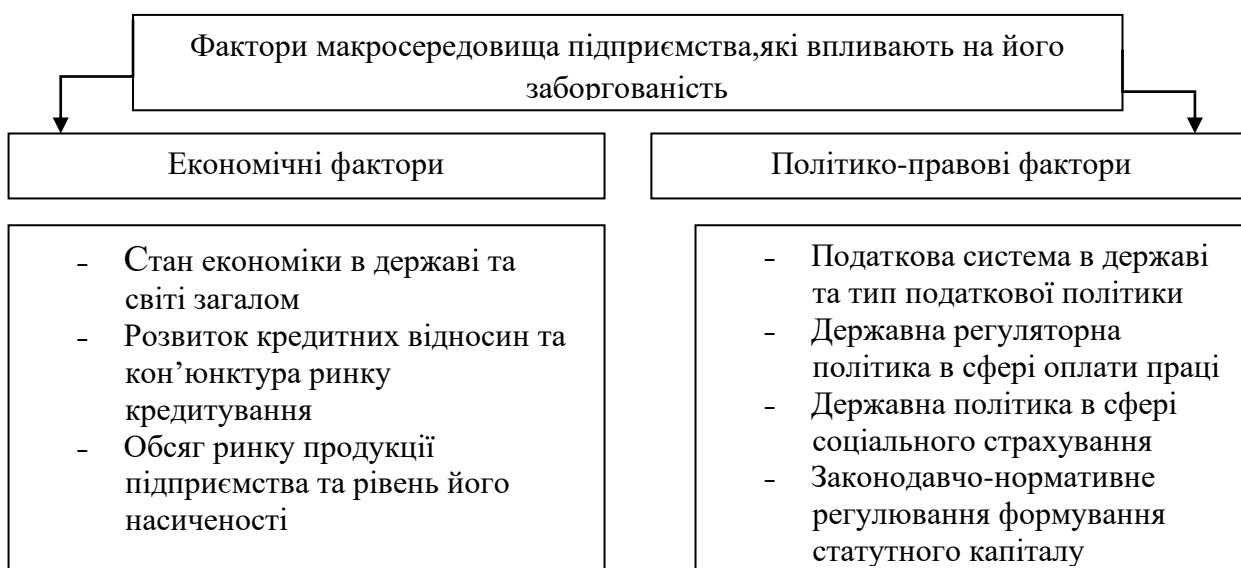 Фактори макросередовища підприємства,які впливають на його
заборгованість
Економічні фактори
Політико-правові фактори
- Стан економіки в державі та
світі загалом
- Розвиток кредитних відносин та
кон’юнктура ринку
кредитування
- Обсяг ринку продукції
підприємства та рівень його
насиченості
- Податкова система в державі
та тип податкової політики
- Державна регуляторна
політика в сфері оплати праці
- Державна політика в сфері
соціального страхування
- Законодавчо-нормативне
регулювання формування
статутного капіталу